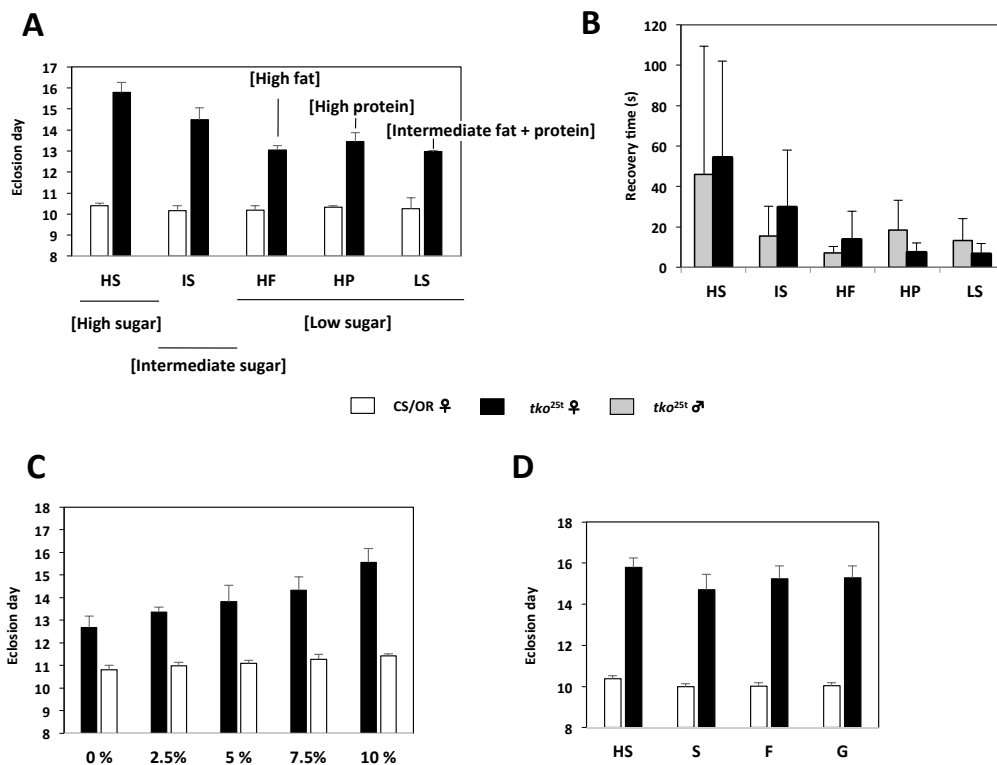 A
Eclosion day
17
16
15
14
13
12
11
10
9
8
[High fat]
[High protein]
[Intermediate fat + protein]
HS IS HF HP LS
[High sugar] [Low sugar]
[Intermediate sugar]
B
Recovery time (s)
120
100
80
60
40
20
0
HS IS HF HP LS
CS/OR ♀ tko25t ♀ tko25t ♂
C
Eclosion day
18
17
16
15
14
13
12
11
10
9
8
0 % 2.5% 5 % 7.5% 10 %
D
Eclosion day
18
16
14
12
10
8
HS S F G